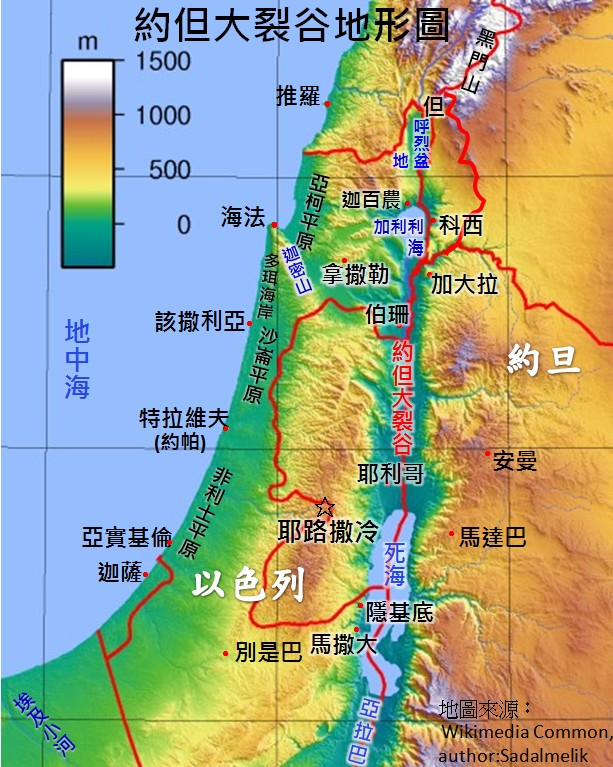 約但大裂谷地形圖
m
1500
1000
500
0
黑門山
推羅
但
呼烈盆地
亞柯平原
迦百農
海法
加利利海
科西
迦密山
拿撒勒
加大拉
多珥海岸
伯珊
該撒利亞
沙崙平原
地中海
約但大裂谷
約旦
特拉維夫
(約帕)
安曼
耶利哥
非利士平原
耶路撒冷
亞實基倫
馬達巴
迦薩
以色列
死海
隱基底
馬撒大
別是巴
埃及小河
亞拉巴
地圖來源：
Wikimedia Common,
author:Sadalmelik